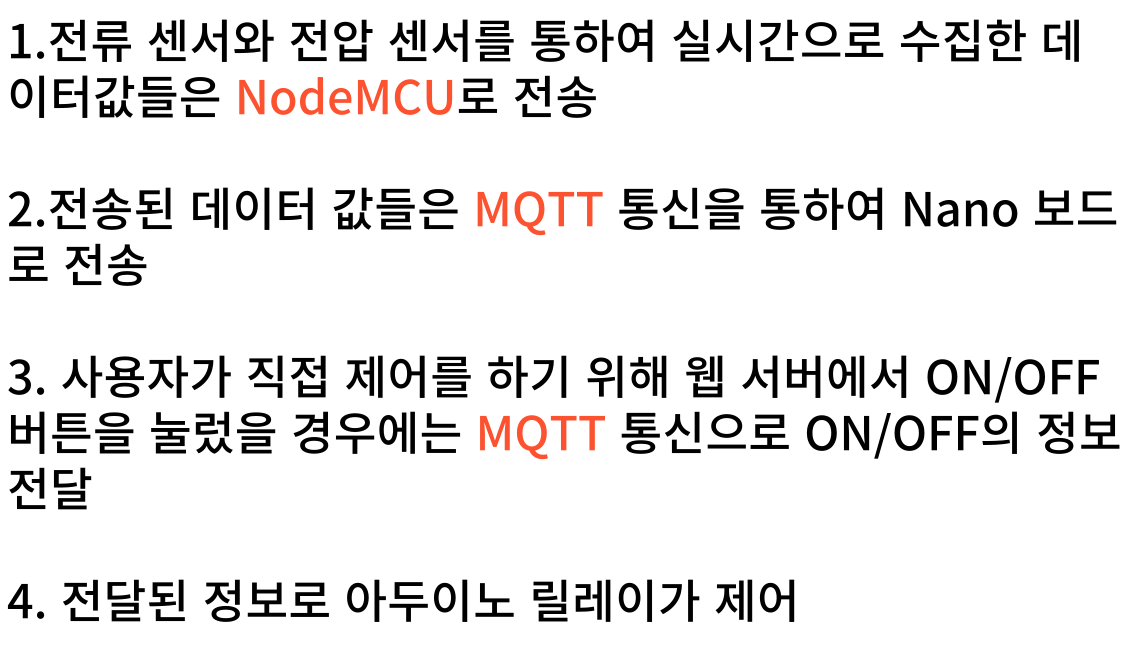 1.전류 센서와 전압 센서를 통하여 실시간으로 수집한 데
이터값들은 NodeMCU로 전송
2.전송된 데이터 값들은 MQTT 통신을 통하여 Nano 보드
로 전송
3. 사용자가 직접 제어를 하기 위해 웹 서버에서 ON/OFF
버튼을 눌렀을 경우에는 MQTT 통신으로 ON/OFF의 정보
전달
4. 전달된 정보로 아두이노 릴레이가 제어